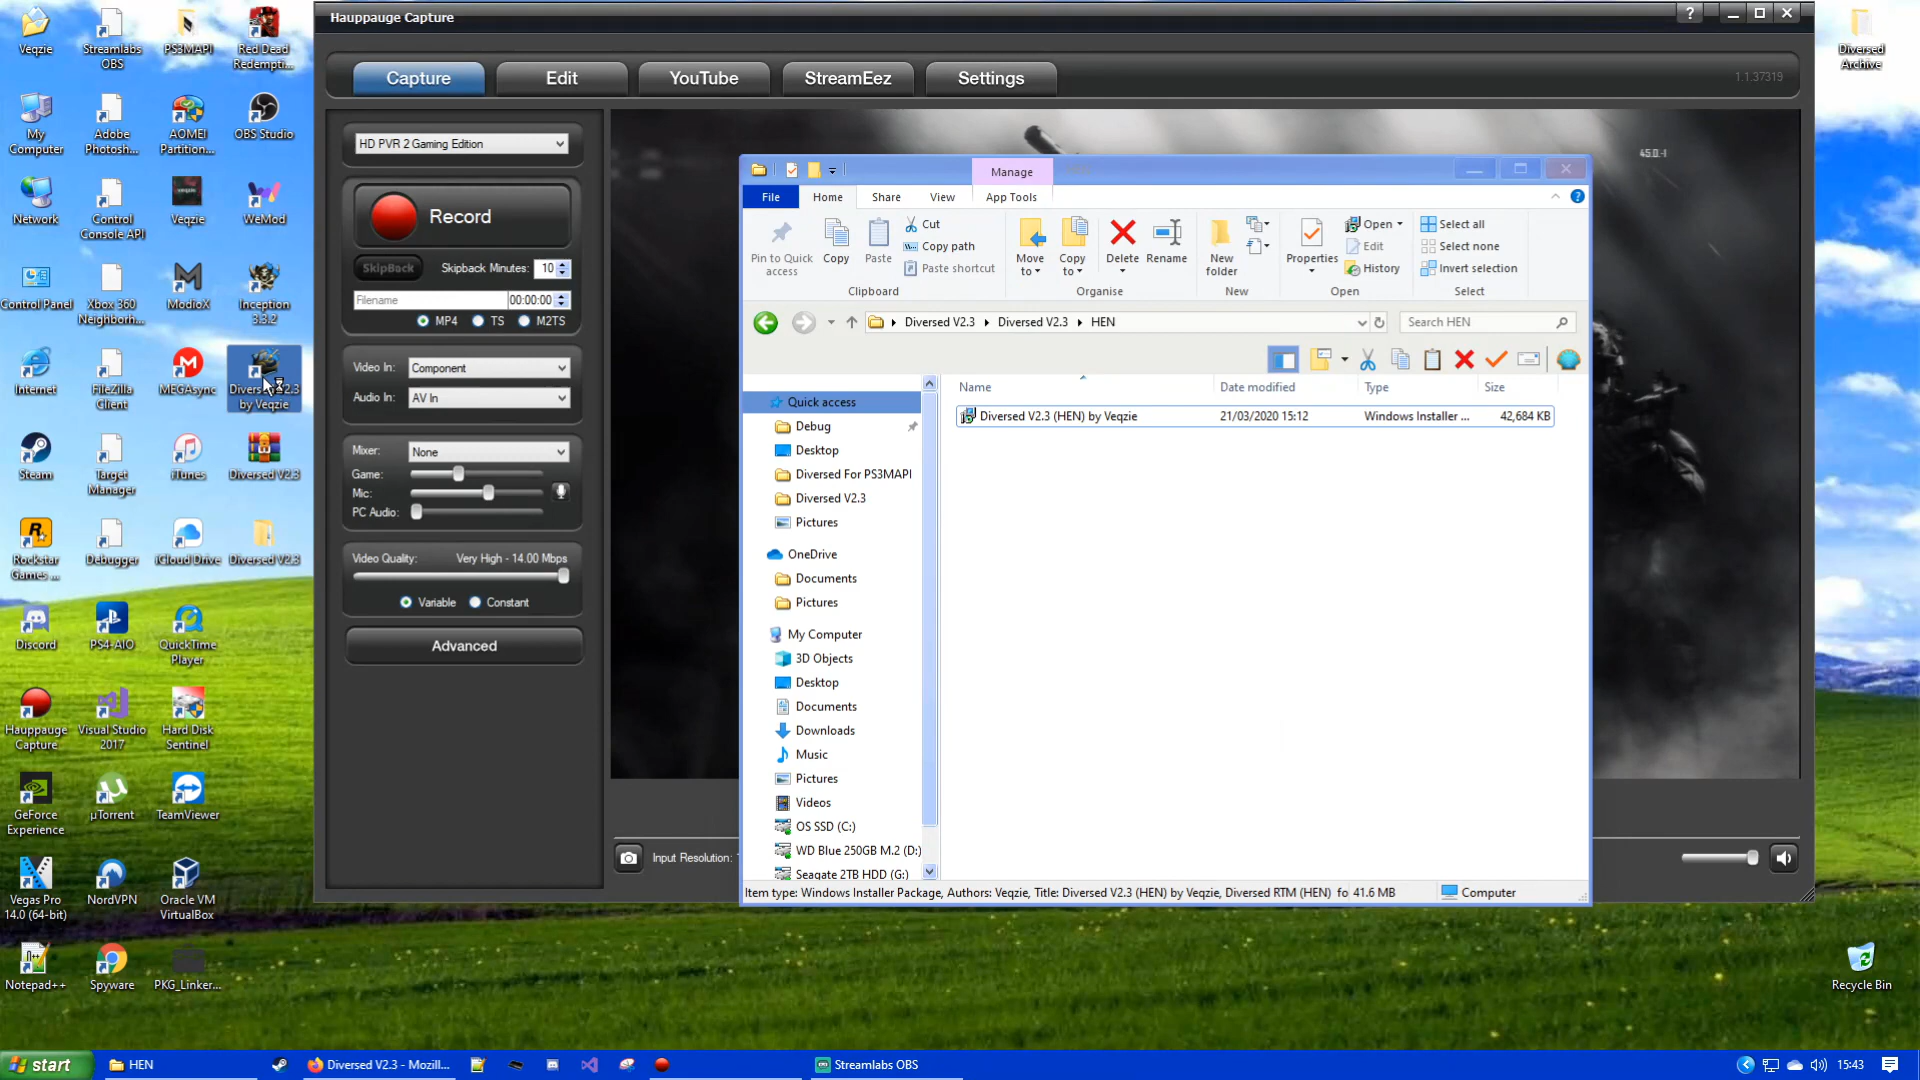 Veqzie
Streamlabs
OBS
PS3MAPI
Red Dead
Redempti...
My
Computer
Adobe
Photosh...
AOMEI
Partition...
OBS Studio
Network
Control
Console API
Veqzie
WeMod
Control Panel
Xbox 360
Neighborh...
ModioX
Inception
3.3.2
Internet
FileZilla
Client
MEGAsync
Diversed V2.3
by Veqzie
Steam
Target
Manager
iTunes
Diversed V2.3
Rockstar
Games ...
Debugger
iCloud Drive
Diversed V2.3
Discord
PS4-AIO
QuickTime
Player
Hauppauge
Capture
Visual Studio
2017
Hard Disk
Sentinel
GeForce
Experience
µTorrent
TeamViewer
Vegas Pro
14.0 (64-bit)
NordVPN
Oracle VM
VirtualBox
Notepad++
Spyware
PKG_Linker...
Diversed
Archive
Recycle Bin
Hauppauge Capture
Capture
Edit
YouTube
StreamEez
Settings
1.1.37319
HD PVR 2 Gaming Edition
Record
SkipBack
Skipback Minutes: 10
Filename
00:00:00
MP4 TS M2TS
Video In: Component
Audio In: AV In
Mixer: None
Game:
Mic:
PC Audio:
Video Quality: Very High - 14.00 Mbps
Variable Constant
Advanced
Input Resolution:
Manage
File Home Share View App Tools
Pin to Quick
access
Copy
Paste
Cut
Copy path
Paste shortcut
Clipboard
Move
to
Copy
to
Delete
Rename
Organise
New
folder
New
Properties
Open
Edit
History
Open
Select all
Select none
Invert selection
Select
Diversed V2.3 Diversed V2.3 HEN
Search HEN
Name Date modified Type Size
Diversed V2.3 (HEN) by Veqzie 21/03/2020 15:12 Windows Installer ... 42,684 KB
Quick access
Debug
Desktop
Diversed For PS3MAPI
Diversed V2.3
Pictures
OneDrive
Documents
Pictures
My Computer
3D Objects
Desktop
Documents
Downloads
Music
Pictures
Videos
OS SSD (C:)
WD Blue 250GB M.2 (D:)
Seagate 2TB HDD (G:)
Item type: Windows Installer Package, Authors: Veqzie, Title: Diversed V2.3 (HEN) by Veqzie, Diversed RTM (HEN) fo 41.6 MB
Computer
start
HEN
Diversed V2.3 - Mozill...
Streamlabs OBS
15:43